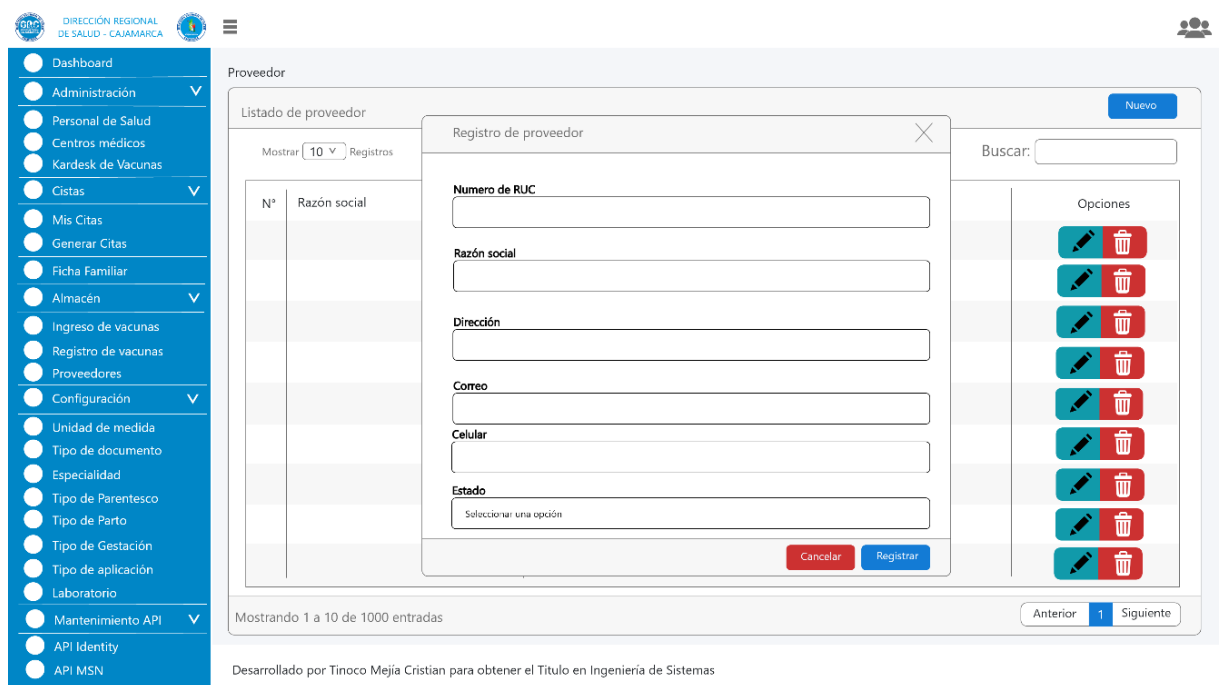 DIRECCIÓN REGIONAL
DE SALUD - CAJAMARCA
Dashboard
Administración
Personal de Salud
Centros médicos
Kardesk de Vacunas
Cistas
Mis Citas
Generar Citas
Ficha Familiar
Almacén
Ingreso de vacunas
Registro de vacunas
Proveedores
Configuración
Unidad de medida
Tipo de documento
Especialidad
Tipo de Parentesco
Tipo de Parto
Tipo de Gestación
Tipo de aplicación
Laboratorio
Mantenimiento API
API Identity
API MSN
Proveedor
Listado de proveedor
Nuevo
Mostrar 10 Registros
Buscar:
N° Razón social
Opciones
Registro de proveedor
Numero de RUC
Razón social
Dirección
Correo
Celular
Estado
Seleccionar una opción
Cancelar Registrar
Mostrando 1 a 10 de 1000 entradas
Anterior 1 Siguiente
Desarrollado por Tinoco Mejía Cristian para obtener el Titulo en Ingeniería de Sistemas